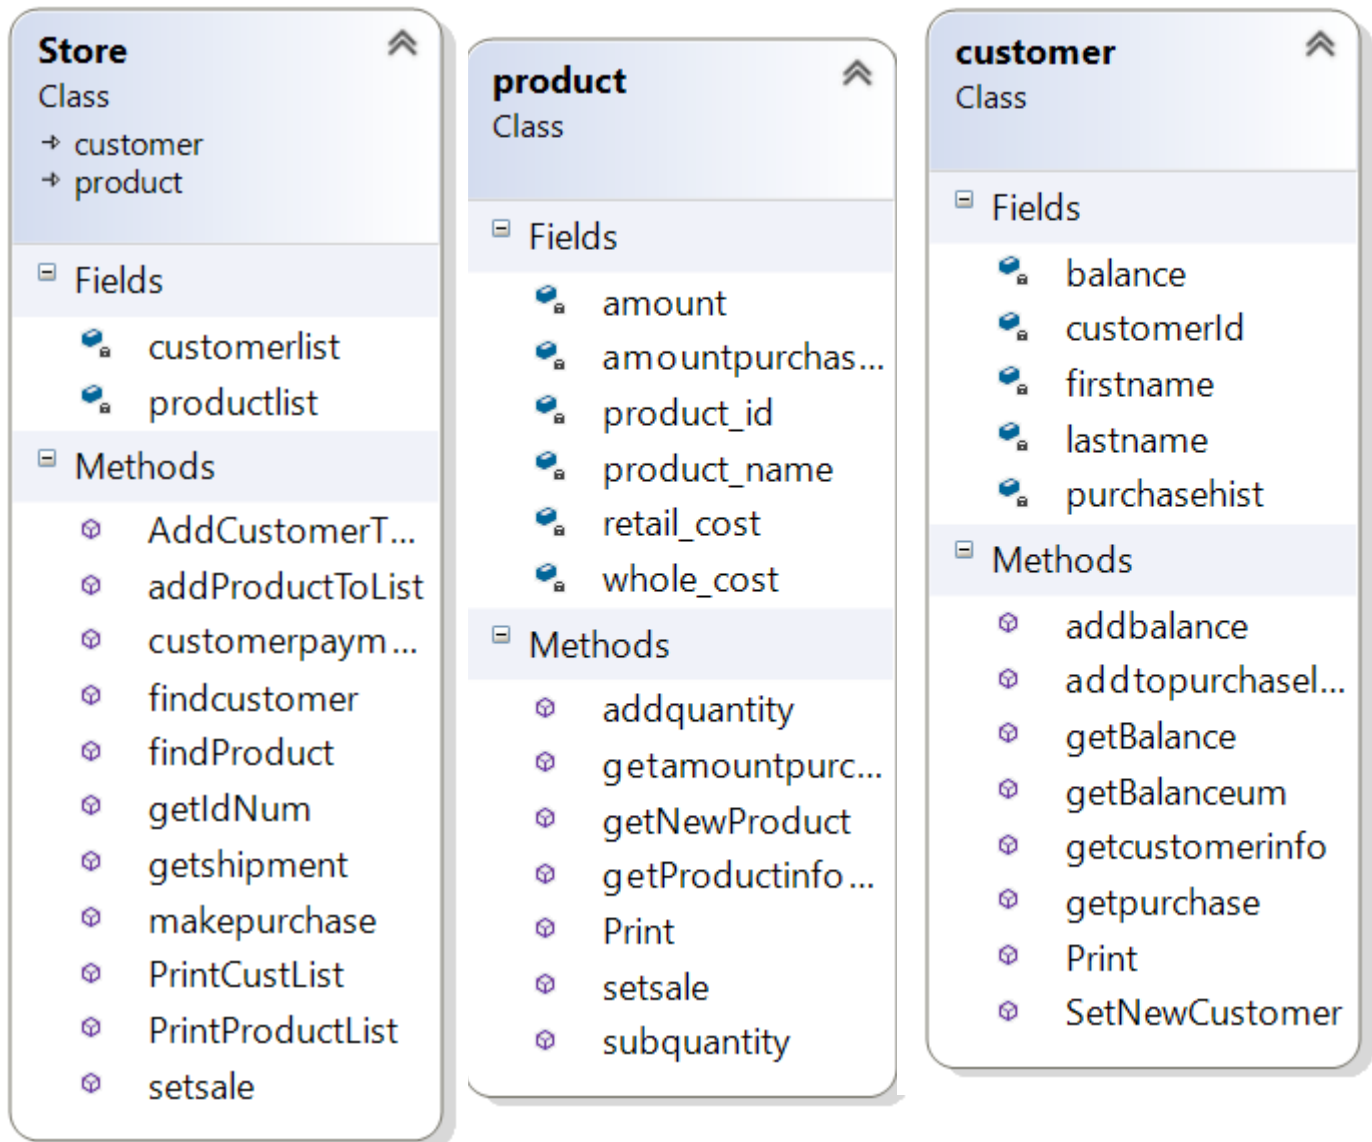 Store
Class
customer
product
Fields
customerlist
productlist
Methods
AddCustomerT...
addProductToList
customerpaym...
findcustomer
findProduct
getIdNum
getshipment
makepurchase
PrintCustList
PrintProductList
setsale
product
Class
Fields
amount
amountpurchas...
product_id
product_name
retail_cost
whole_cost
Methods
addquantity
getamountpurc...
getNewProduct
getProductinfo...
Print
setsale
subquantity
customer
Class
Fields
balance
customerId
firstname
lastname
purchasehist
Methods
addbalance
addtopurchasel...
getBalance
getBalanceum
getcustomerinfo
getpurchase
Print
SetNewCustomer